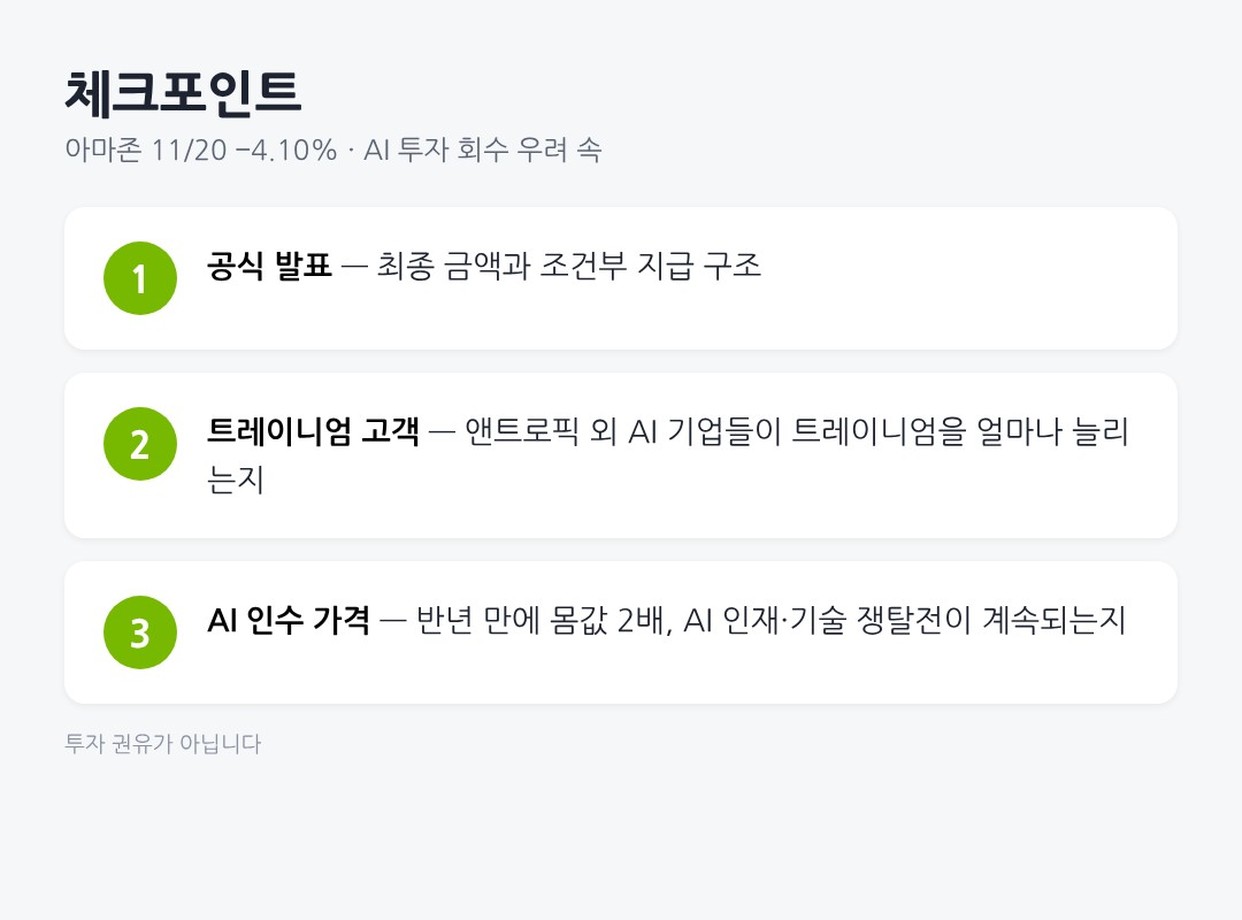 체크포인트
아마존 11/20 −4.10% · AI 투자 회수 우려 속
1
공식 발표 — 최종 금액과 조건부 지급 구조
2
트레이니엄 고객 — 앤트로픽 외 AI 기업들이 트레이니엄을 얼마나 늘리
는지
3
AI 인수 가격 — 반년 만에 몸값 2배, AI 인재·기술 쟁탈전이 계속되는지
투자 권유가 아닙니다